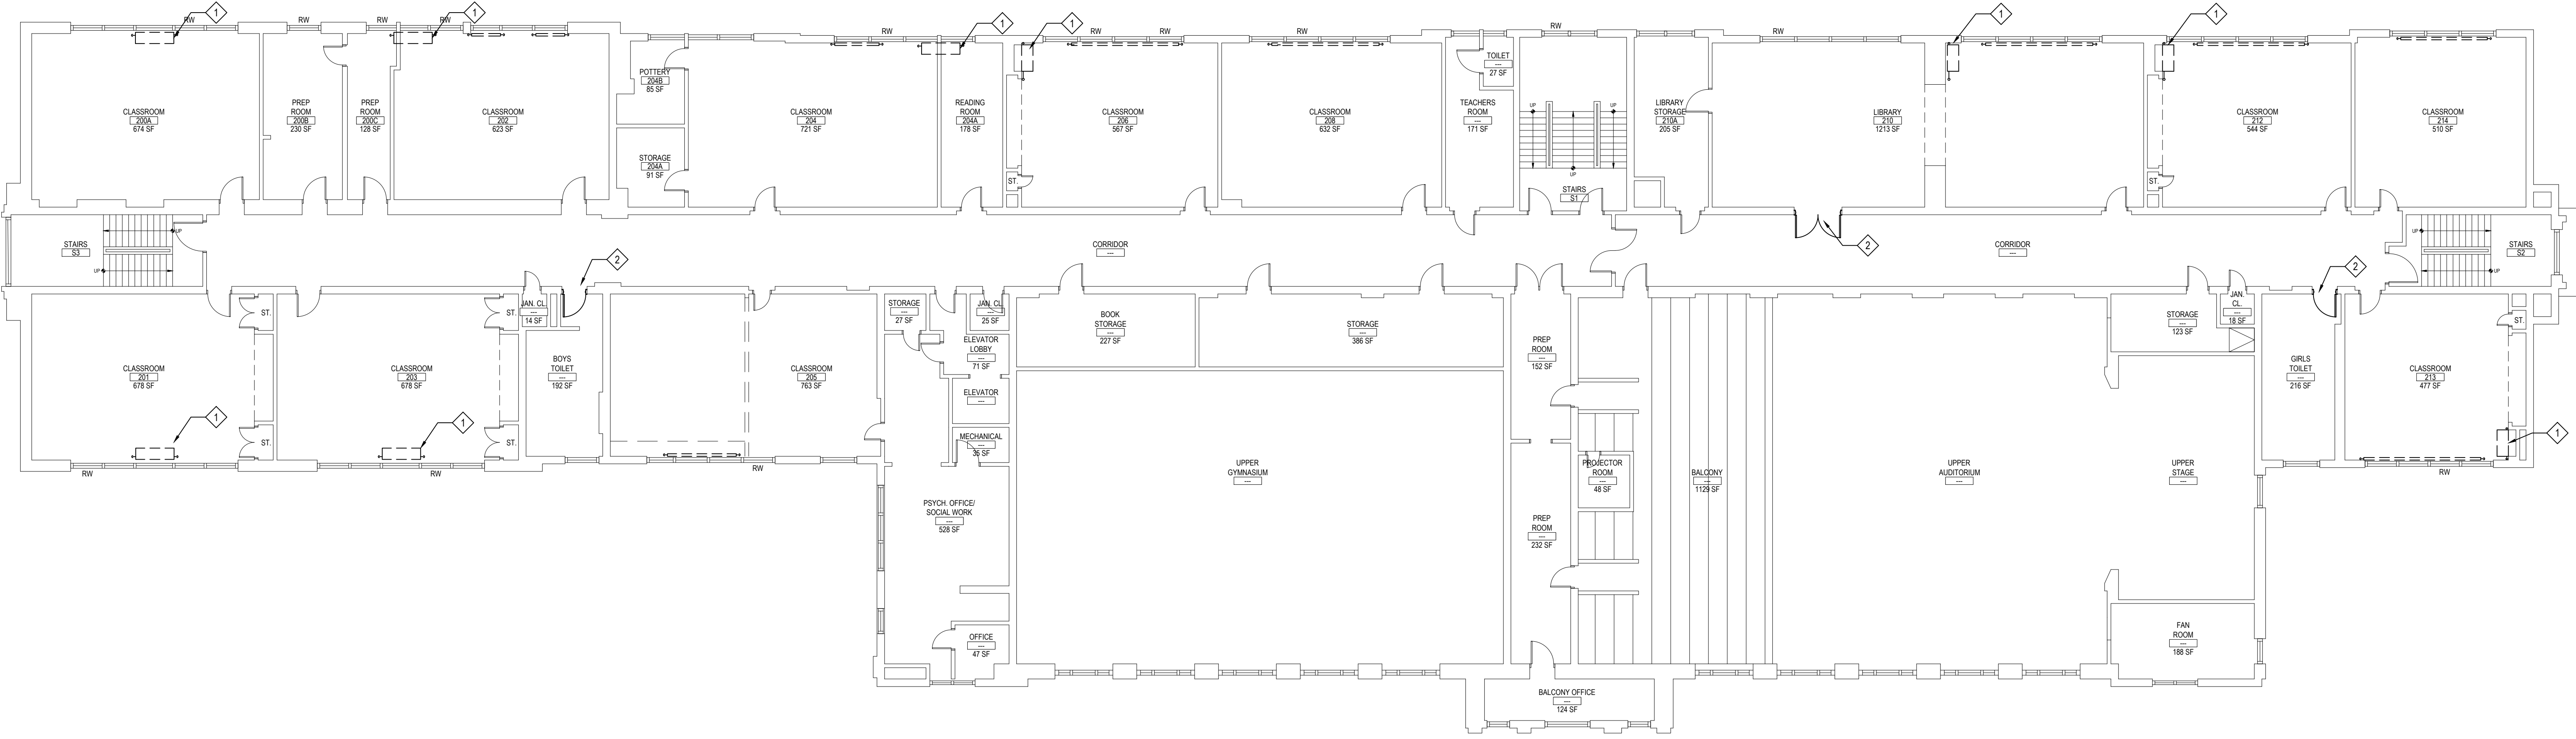 RW
1
RW
RW
1
RW
1
RW
1
RW
RW
RW
RW
1
1
CLASSROOM
200A
674 SF
PREP
ROOM
200B
230 SF
PREP
ROOM
200C
128 SF
CLASSROOM
202
623 SF
POTTERY
204B
85 SF
STORAGE
204A
91 SF
CLASSROOM
204
721 SF
READING
ROOM
204A
178 SF
ST.
CLASSROOM
206
567 SF
CLASSROOM
208
632 SF
TOILET
---
27 SF
TEACHERS
ROOM
---
171 SF
UP
UP
UP
STAIRS
S1
LIBRARY
STORAGE
210A
205 SF
LIBRARY
210
1213 SF
ST.
CLASSROOM
212
544 SF
CLASSROOM
214
510 SF
STAIRS
S3
UP
UP
2
CORRIDOR
---
2
CORRIDOR
---
2
UP
UP
STAIRS
S2
CLASSROOM
201
678 SF
ST.
ST.
1
RW
CLASSROOM
203
678 SF
ST.
ST.
1
RW
JAN. CL.
---
14 SF
BOYS
TOILET
---
192 SF
CLASSROOM
205
763 SF
RW
STORAGE
---
27 SF
JAN. CL.
---
25 SF
ELEVATOR
LOBBY
---
71 SF
ELEVATOR
---
MECHANICAL
---
35 SF
PSYCH. OFFICE/
SOCIAL WORK
---
528 SF
OFFICE
---
47 SF
BOOK
STORAGE
---
227 SF
STORAGE
---
386 SF
UPPER
GYMNASIUM
---
PREP
ROOM
---
152 SF
PREP
ROOM
---
232 SF
PROJECTOR
ROOM
---
48 SF
BALCONY
---
1129 SF
BALCONY OFFICE
---
124 SF
UPPER
AUDITORIUM
---
UPPER
STAGE
---
STORAGE
---
123 SF
JAN.
CL.
---
18 SF
GIRLS
TOILET
---
216 SF
CLASSROOM
213
477 SF
ST.
1
RW
FAN
ROOM
---
188 SF